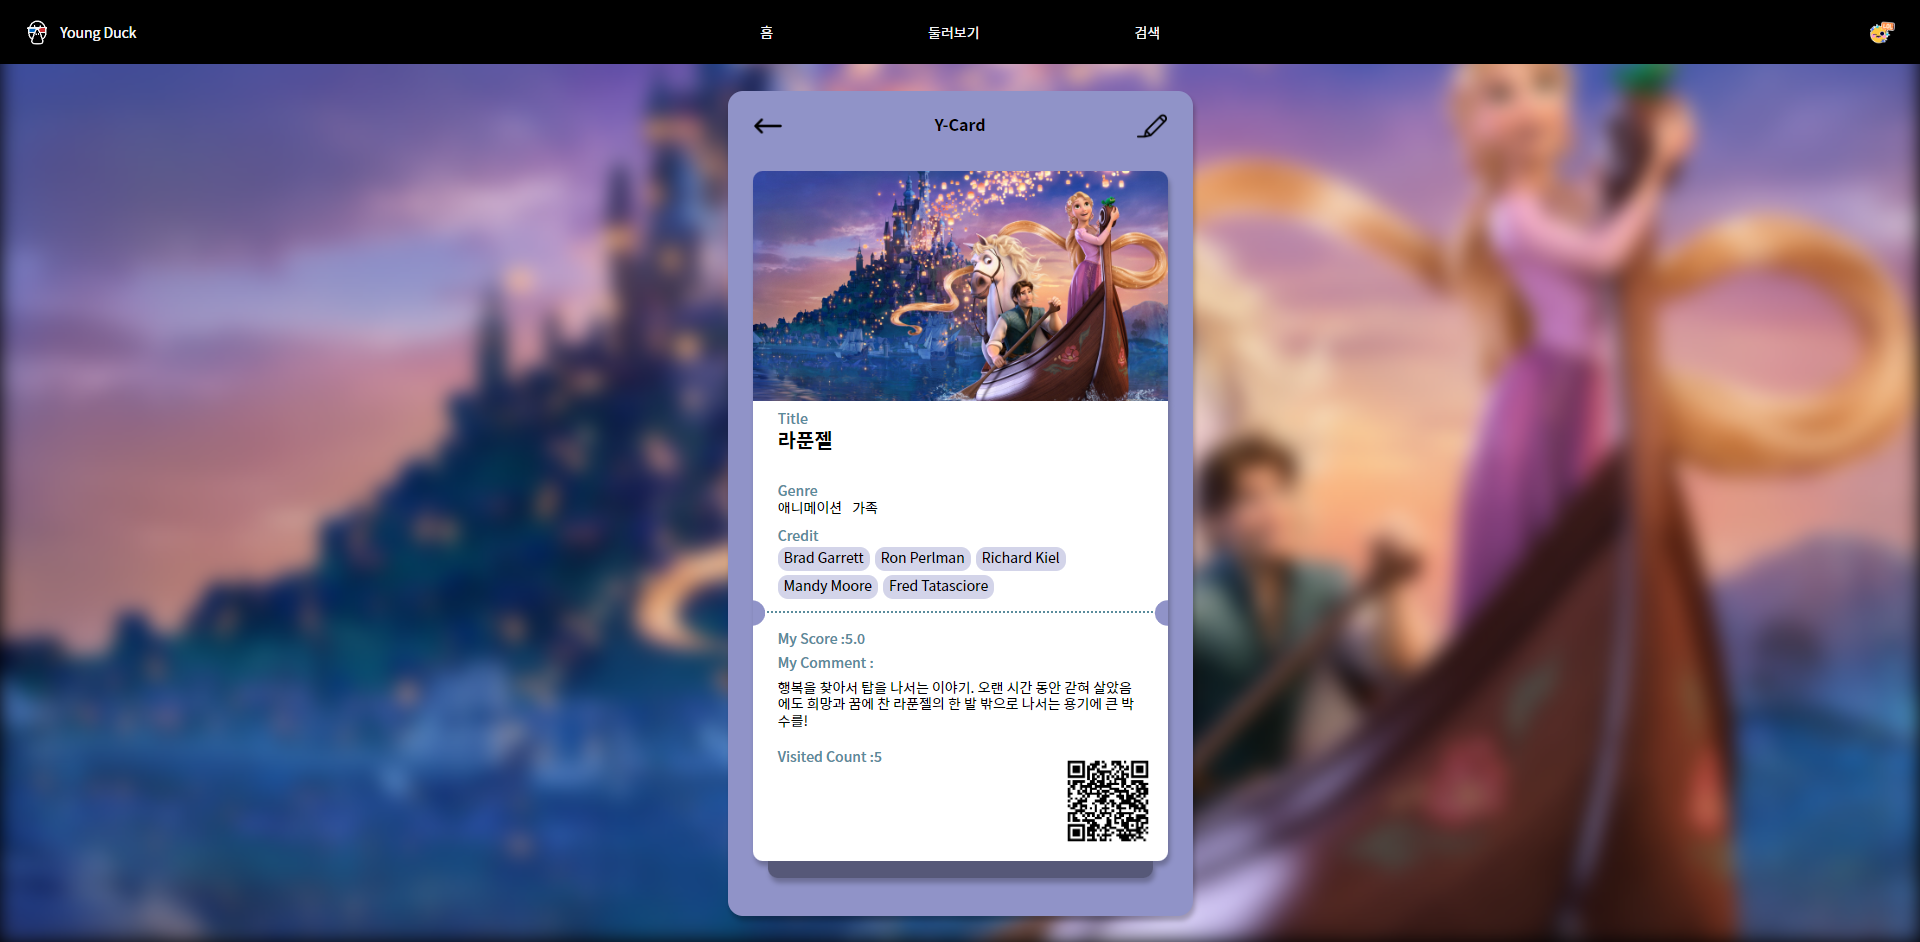 Young Duck
홈
둘러보기
검색
Y-Card
Title
라푼젤
Genre
애니메이션 가족
Credit
Brad Garrett Ron Perlman Richard Kiel
Mandy Moore Fred Tatasciore
My Score :5.0
My Comment :
행복을 찾아서 탑을 나서는 이야기. 오랜 시간 동안 갇혀 살았음
에도 희망과 꿈에 찬 라푼젤의 한 발 밖으로 나서는 용기에 큰 박
수를!
Visited Count :5